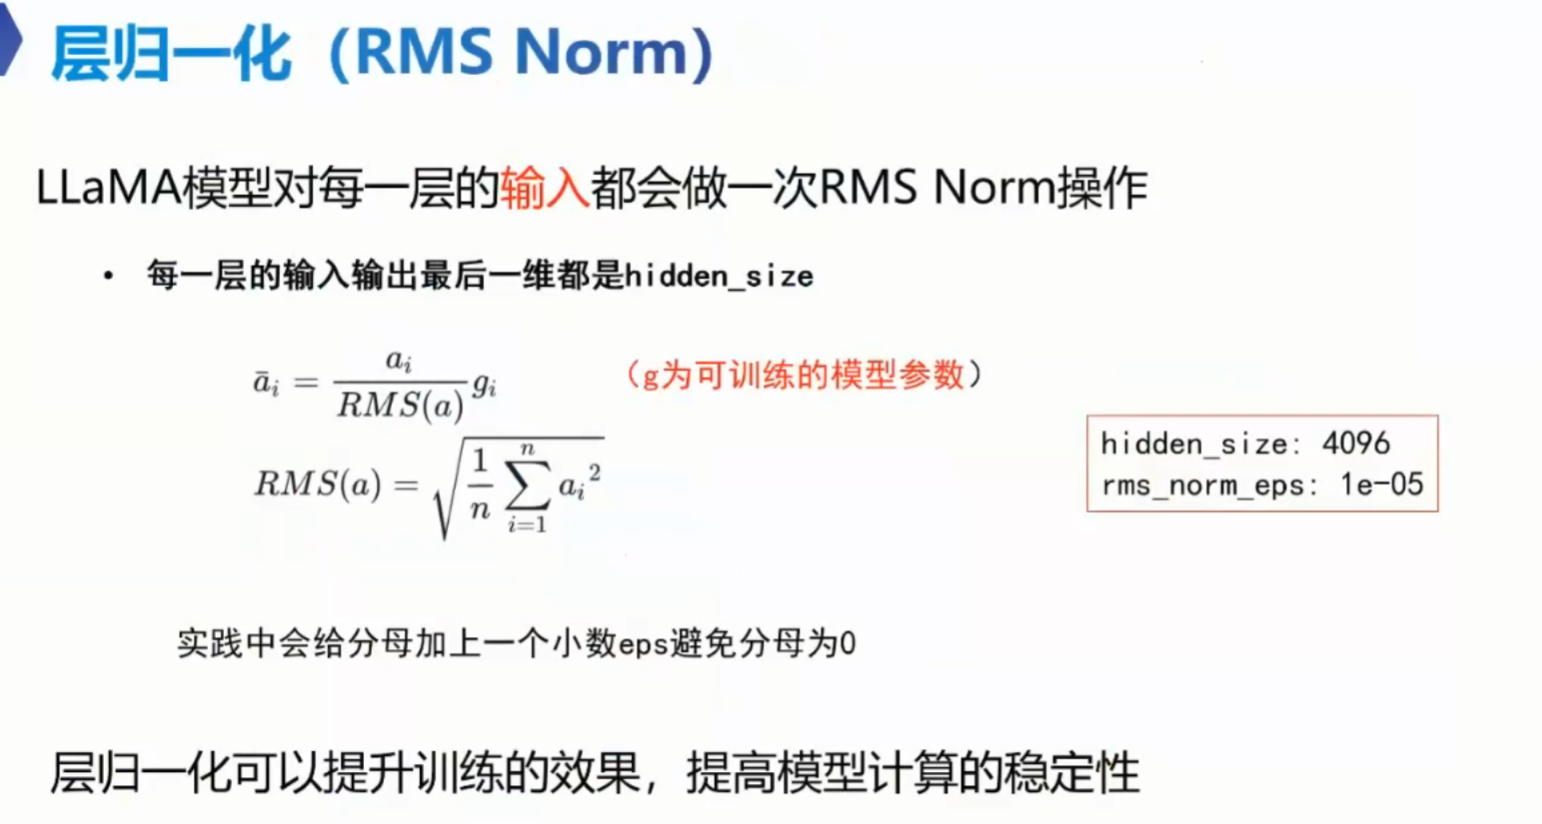 层归一化（RMS Norm）
LLaMA模型对每一层的输入都会做一次RMS Norm操作
• 每一层的输入输出最后一维都是hidden_size
$\bar{a}_i = \frac{a_i}{RMS(a)} g_i$ （g为可训练的模型参数）
$RMS(a) = \sqrt{\frac{1}{n} \sum_{i=1}^{n} {a_i}^2}$
hidden_size: 4096
rms_norm_eps: 1e-05
实践中会给分母加上一个小数eps避免分母为0
层归一化可以提升训练的效果，提高模型计算的稳定性